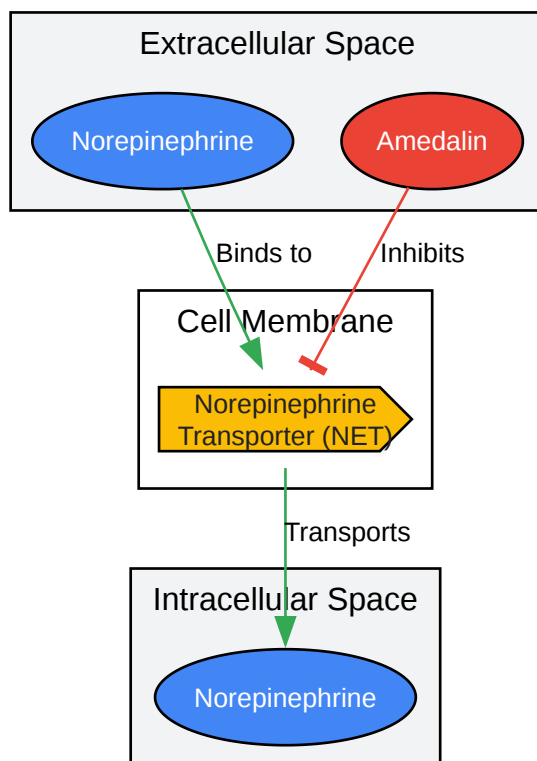 Extracellular Space
Norepinephrine
Amedalin
Binds to
Inhibits
Cell Membrane
Norepinephrine
Transporter (NET)
Transports
Intracellular Space
Norepinephrine